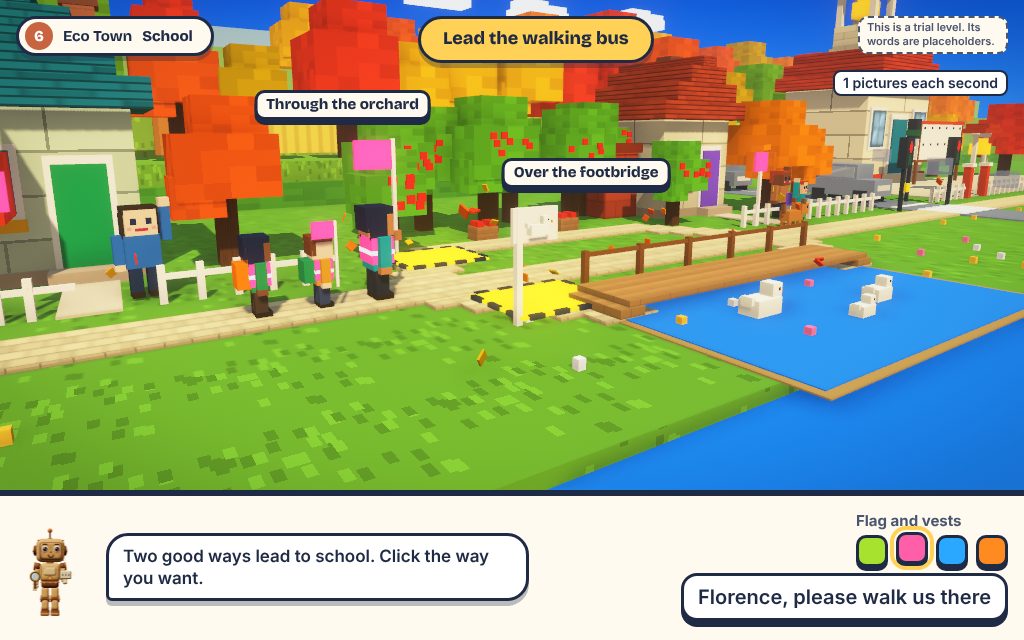 6 Eco Town School
Lead the walking bus
This is a trial level. Its
words are placeholders.
1 pictures each second
Through the orchard
Over the footbridge
Two good ways lead to school. Click the way
you want.
Flag and vests
Florence, please walk us there